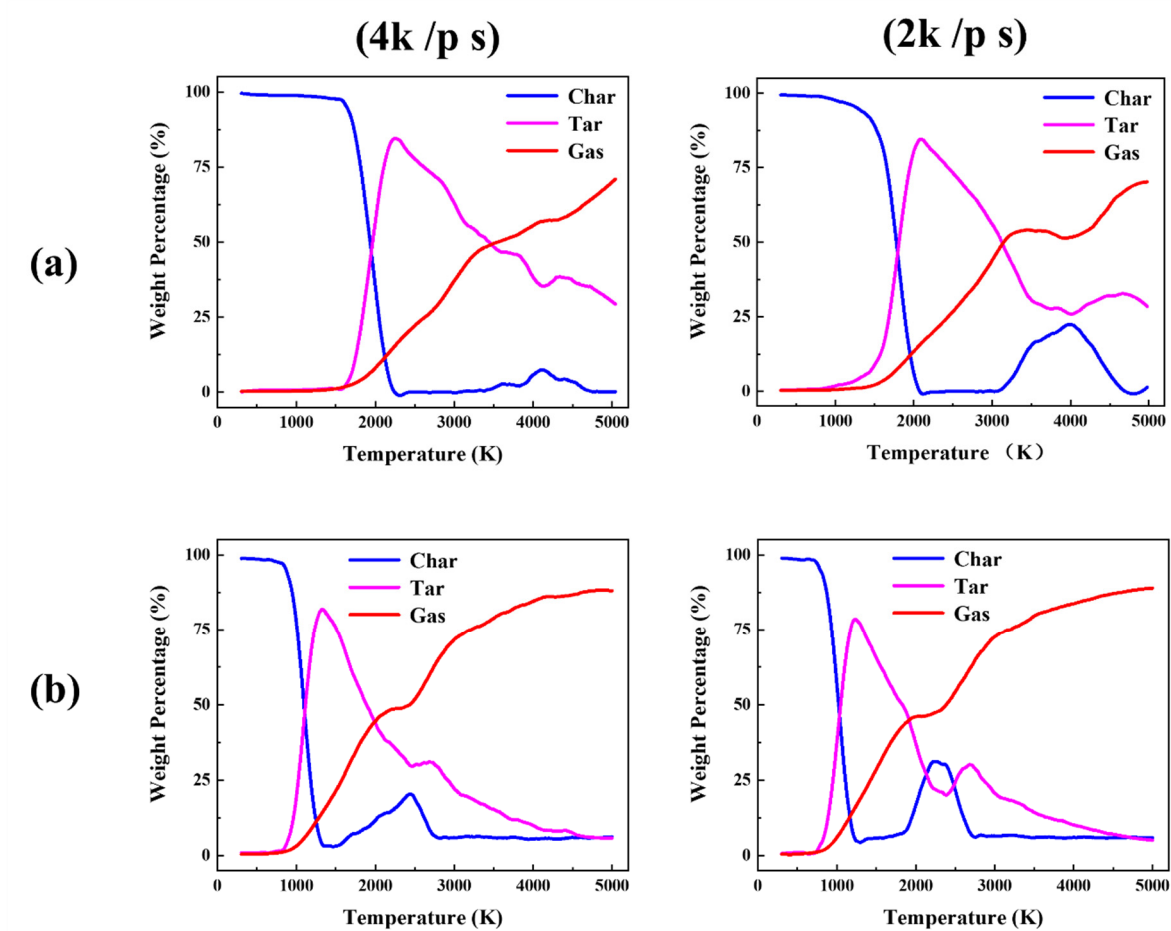 (4k /p s)
(2k /p s)
(a)
Weight Percentage (%)
100
75
50
25
0
Char
Tar
Gas
0 1000 2000 3000 4000 5000
Temperature (K)
Weight Percentage (%)
100
75
50
25
0
Char
Tar
Gas
1000 2000 3000 4000 5000
Temperature （K）
(b)
Weight Percentage (%)
100
75
50
25
0
Char
Tar
Gas
0 1000 2000 3000 4000 5000
Temperature (K)
Weight Percentage (%)
100
75
50
25
0
Char
Tar
Gas
0 1000 2000 3000 4000 5000
Temperature (K)